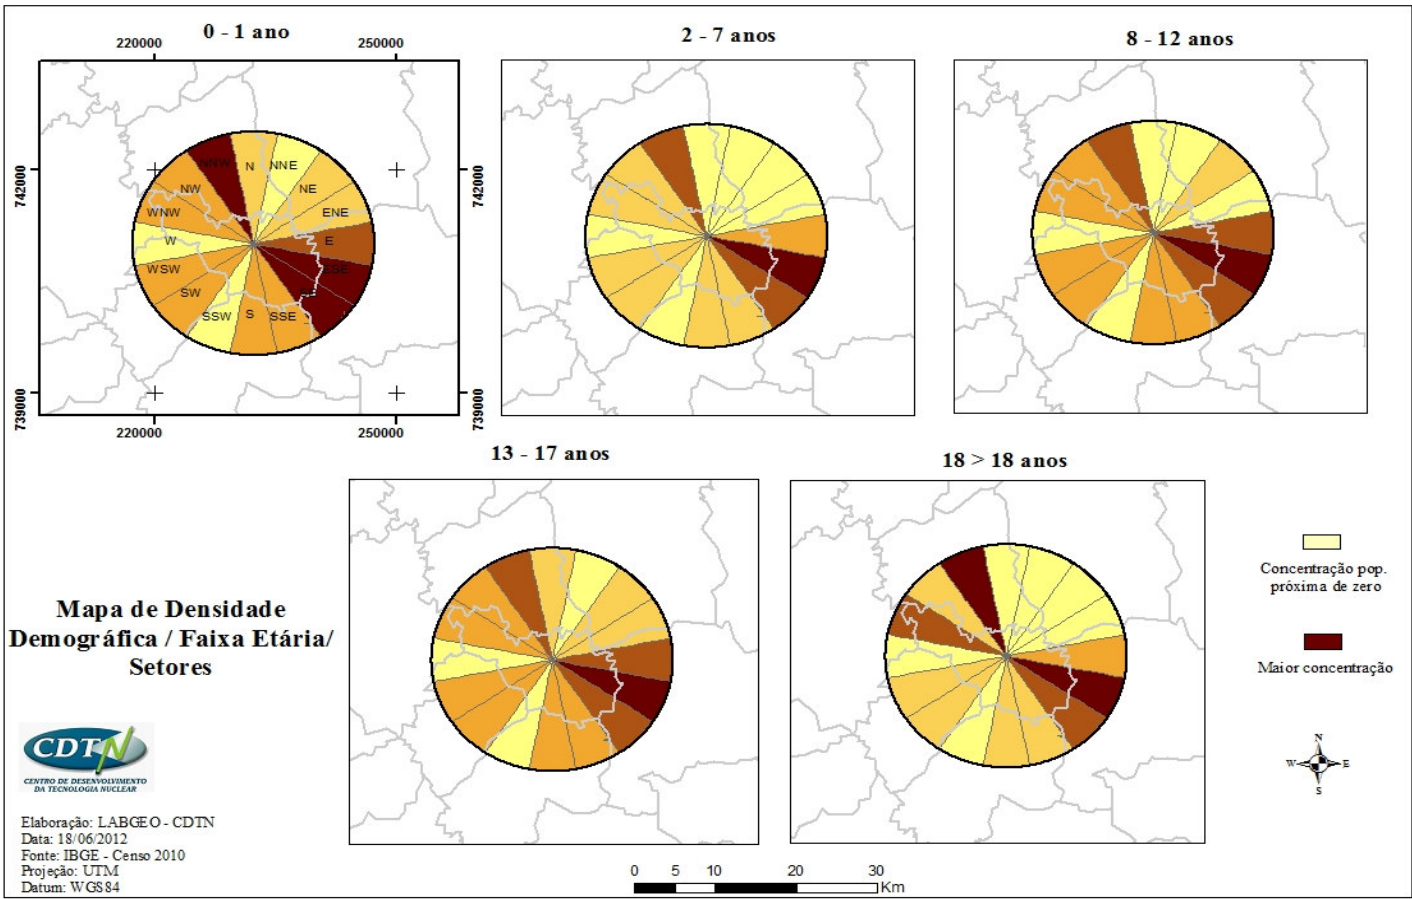 0 - 1 ano
2 - 7 anos
8 - 12 anos
220000
250000
742000
742000
NNW
N
NNE
NW
NE
WNW
ENE
W
E
WSW
ESE
SW
SE
SSW
S
SSE
739000
739000
220000
250000
13 - 17 anos
18 > 18 anos
Concentração pop.
próxima de zero
Maior concentração
Mapa de Densidade
Demográfica / Faixa Etária/
Setores
CDTN
CENTRO DE DESENVOLVIMENTO
DA TECNOLOGIA NUCLEAR
N
W
E
S
Elaboração: LABGEO - CDTN
Data: 18/06/2012
Fonte: IBGE - Censo 2010
Projeção: UTM
Datum: WGS84
0 5 10 20 30
Km